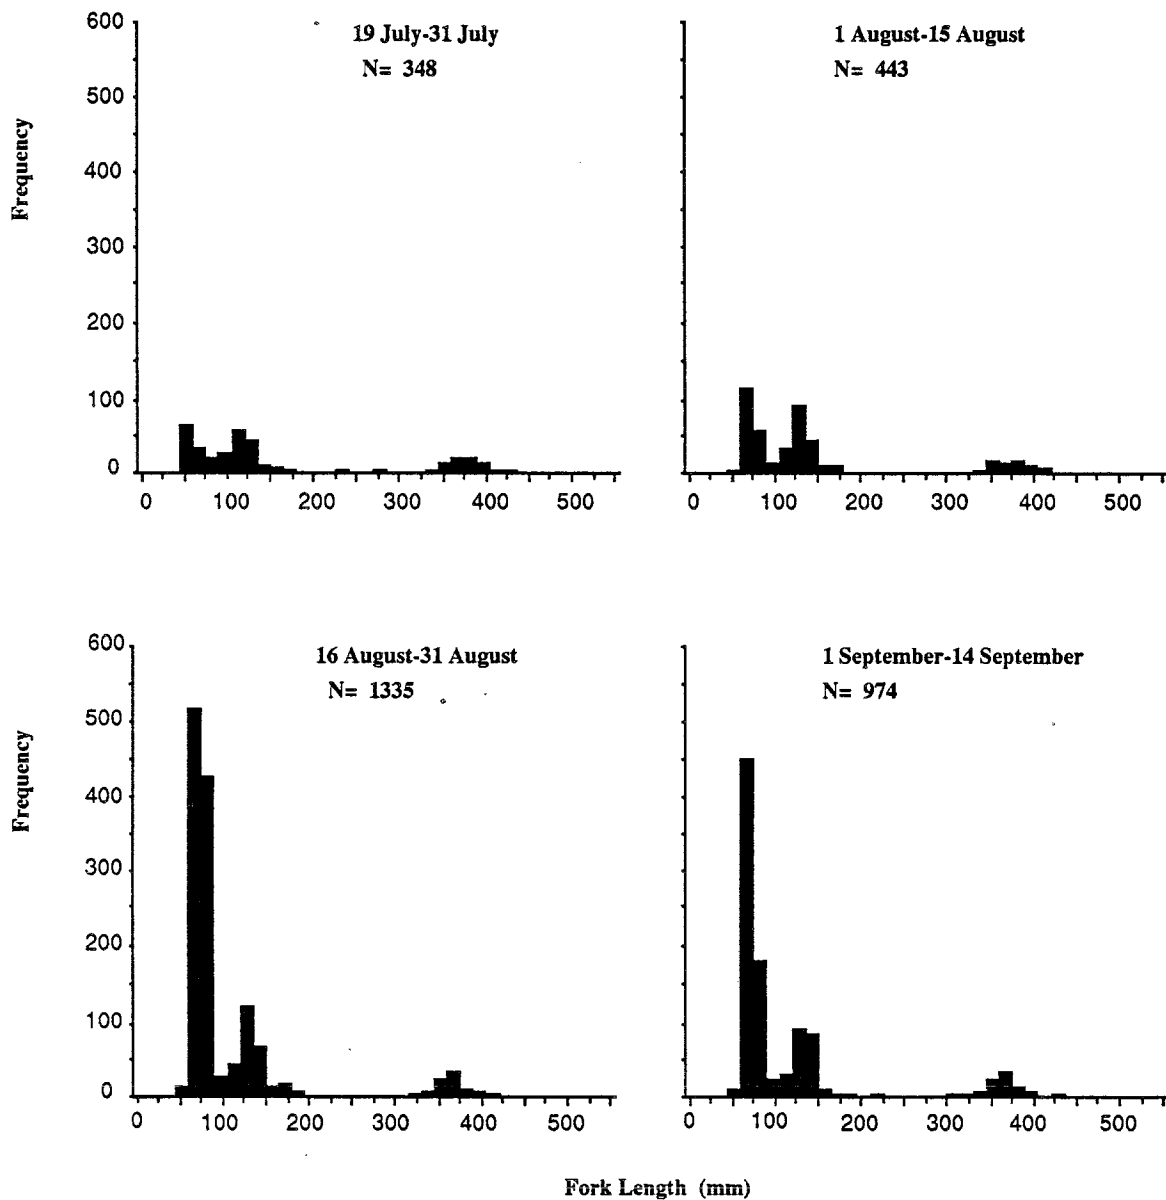 600
500
400
300
200
100
0
Frequency
19 July-31 July
N= 348
0 100 200 300 400 500
1 August-15 August
N= 443
0 100 200 300 400 500
600
500
400
300
200
100
0
Frequency
16 August-31 August
N= 1335
0 100 200 300 400 500
1 September-14 September
N= 974
0 100 200 300 400 500
Fork Length (mm)